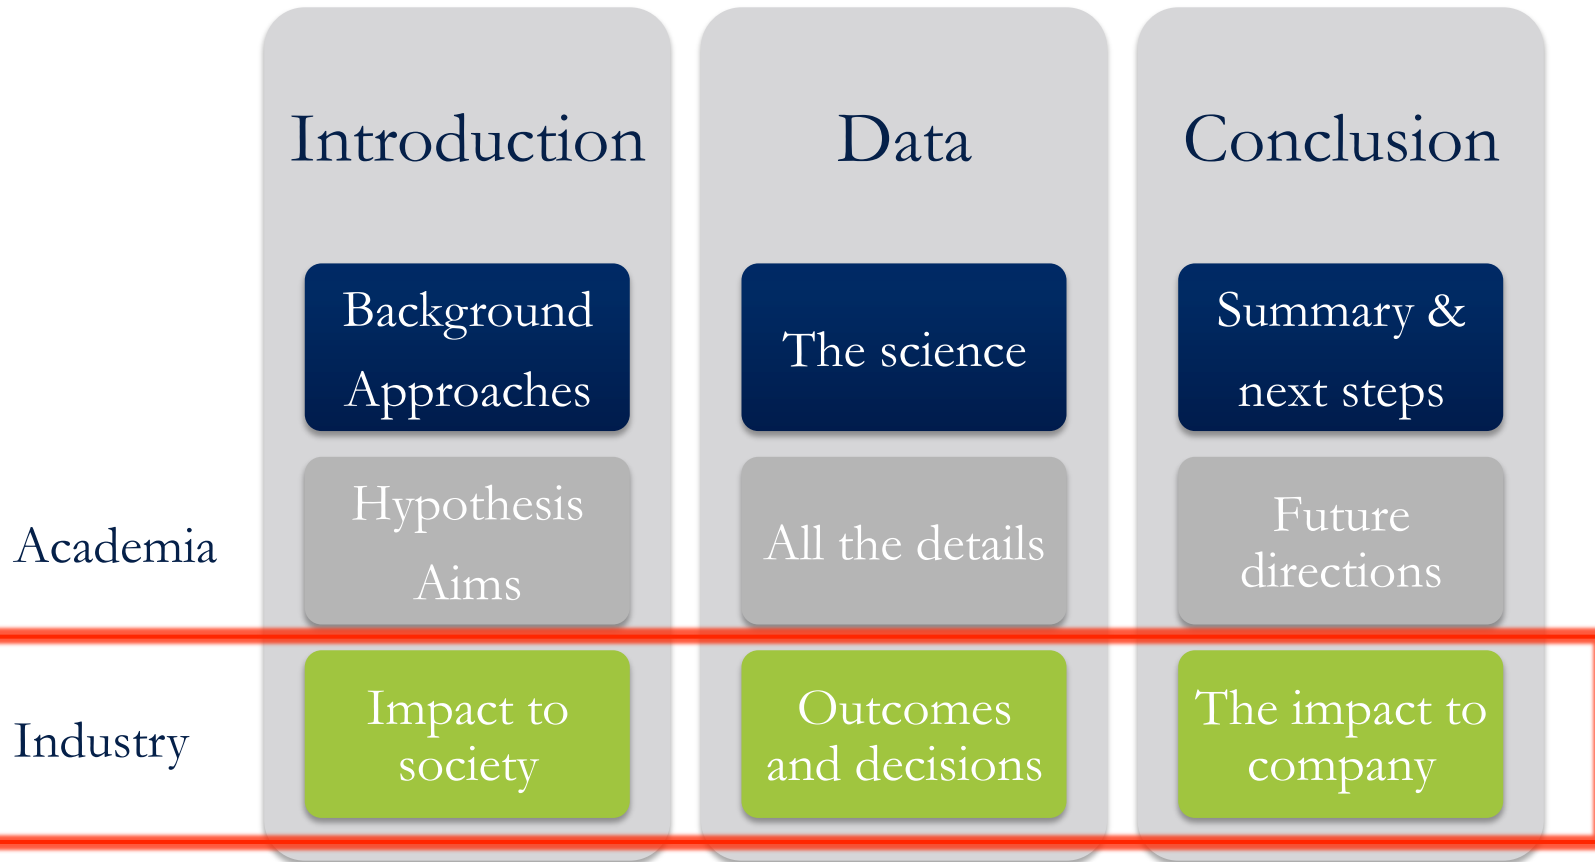 Introduction
Data
Conclusion
Background
Approaches
The science
Summary &
next steps
Academia
Hypothesis
Aims
All the details
Future
directions
Industry
Impact to
society
Outcomes
and decisions
The impact to
company